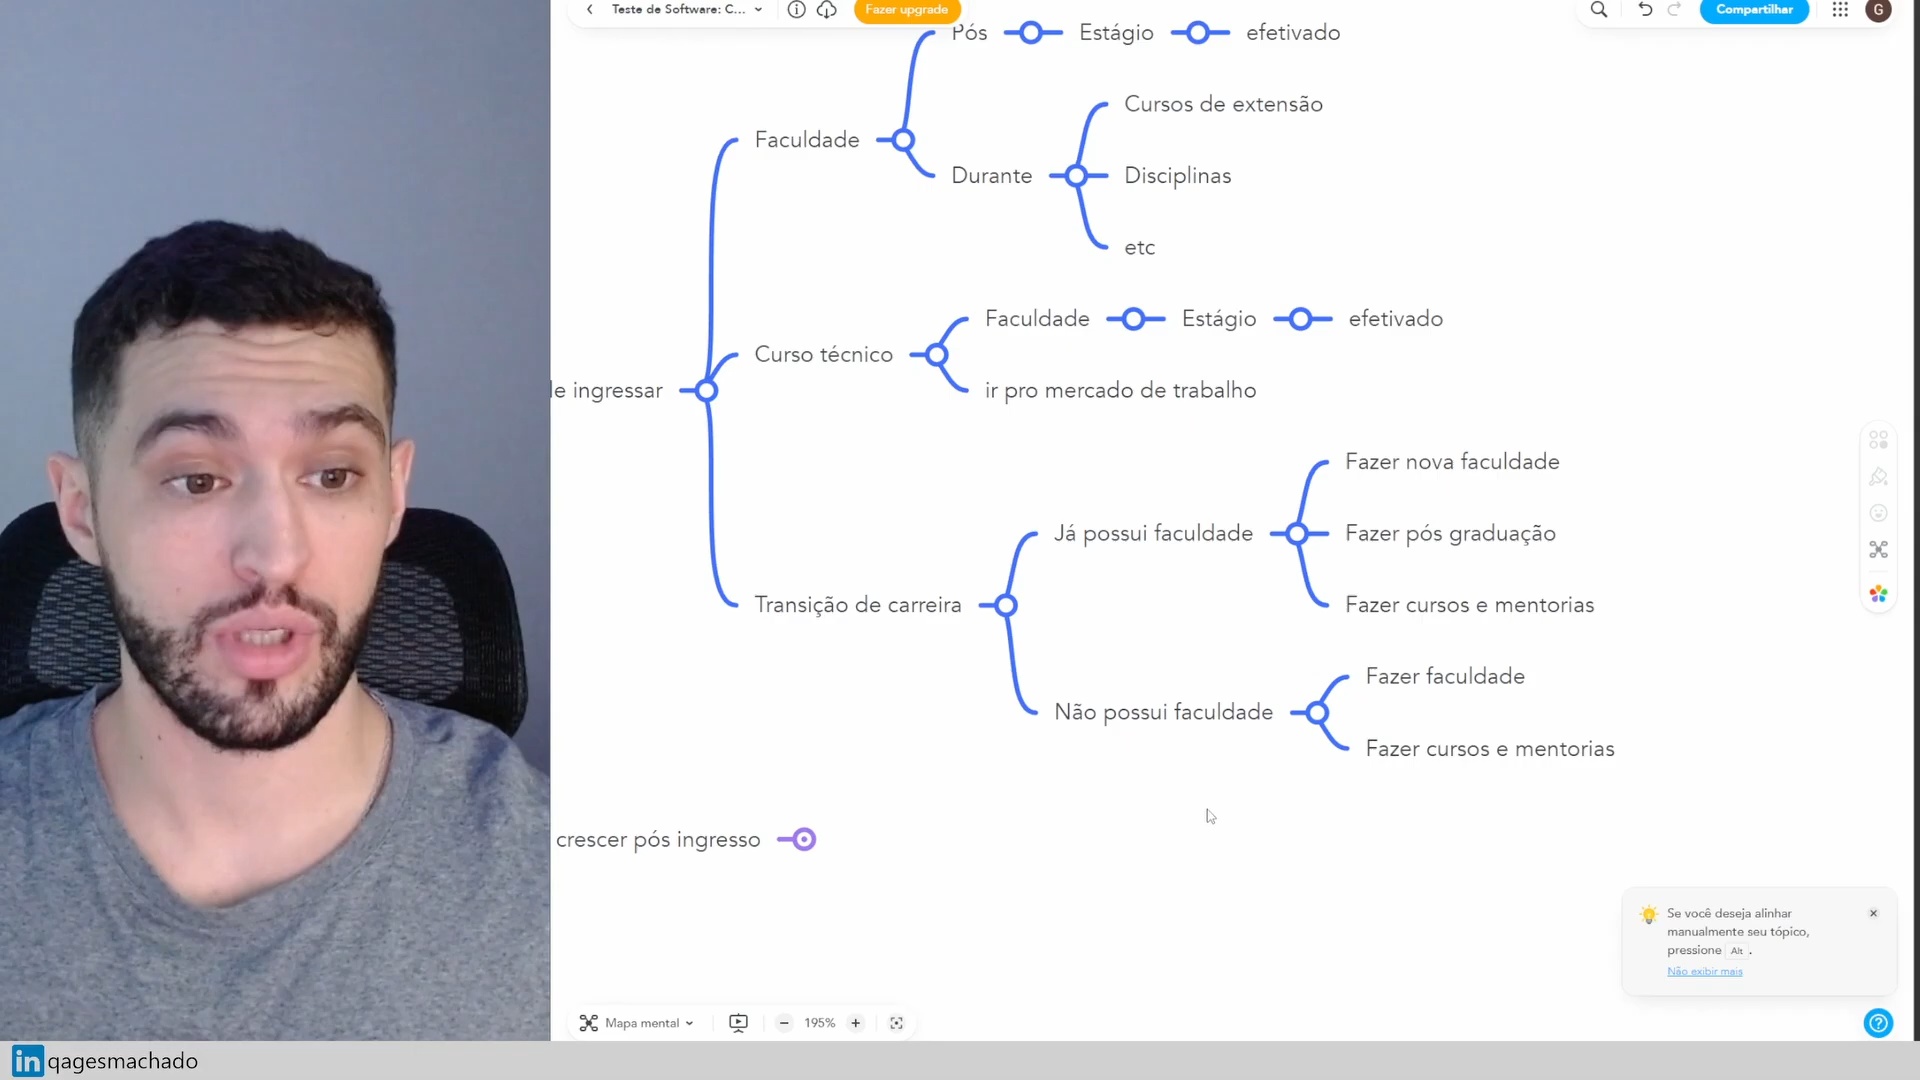 Teste de Software: C...
Fazer upgrade
Compartilhar
G
Pós
Estágio
efetivado
Cursos de extensão
Faculdade
Durante
Disciplinas
etc
Faculdade
Estágio
efetivado
Curso técnico
de ingressar
ir pro mercado de trabalho
Fazer nova faculdade
Já possui faculdade
Fazer pós graduação
Transição de carreira
Fazer cursos e mentorias
Fazer faculdade
Não possui faculdade
Fazer cursos e mentorias
crescer pós ingresso
Se você deseja alinhar
manualmente seu tópico,
pressione Alt .
Não exibir mais
Mapa mental
195%
in qagesmachado